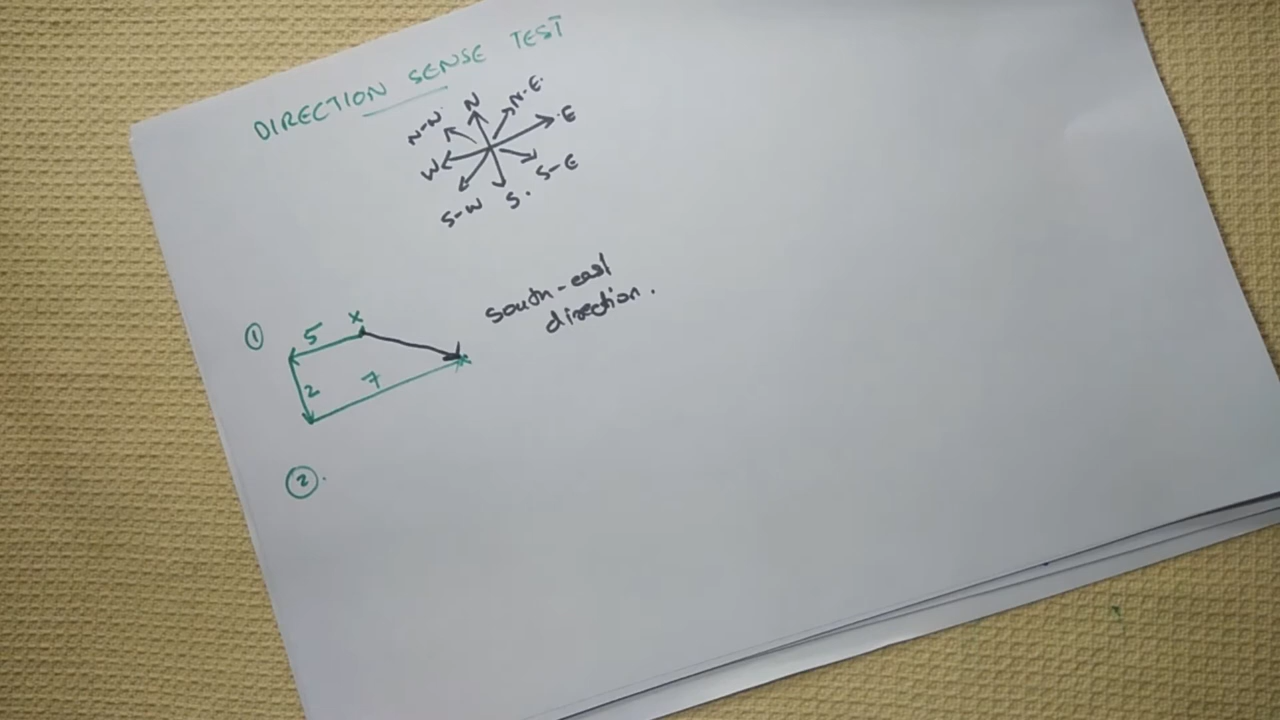 DIRECTION SENSE TEST
N-W N N-E.
W .E
S-W S. S-E
① 5 X
2 7
south-east
direction.
②.